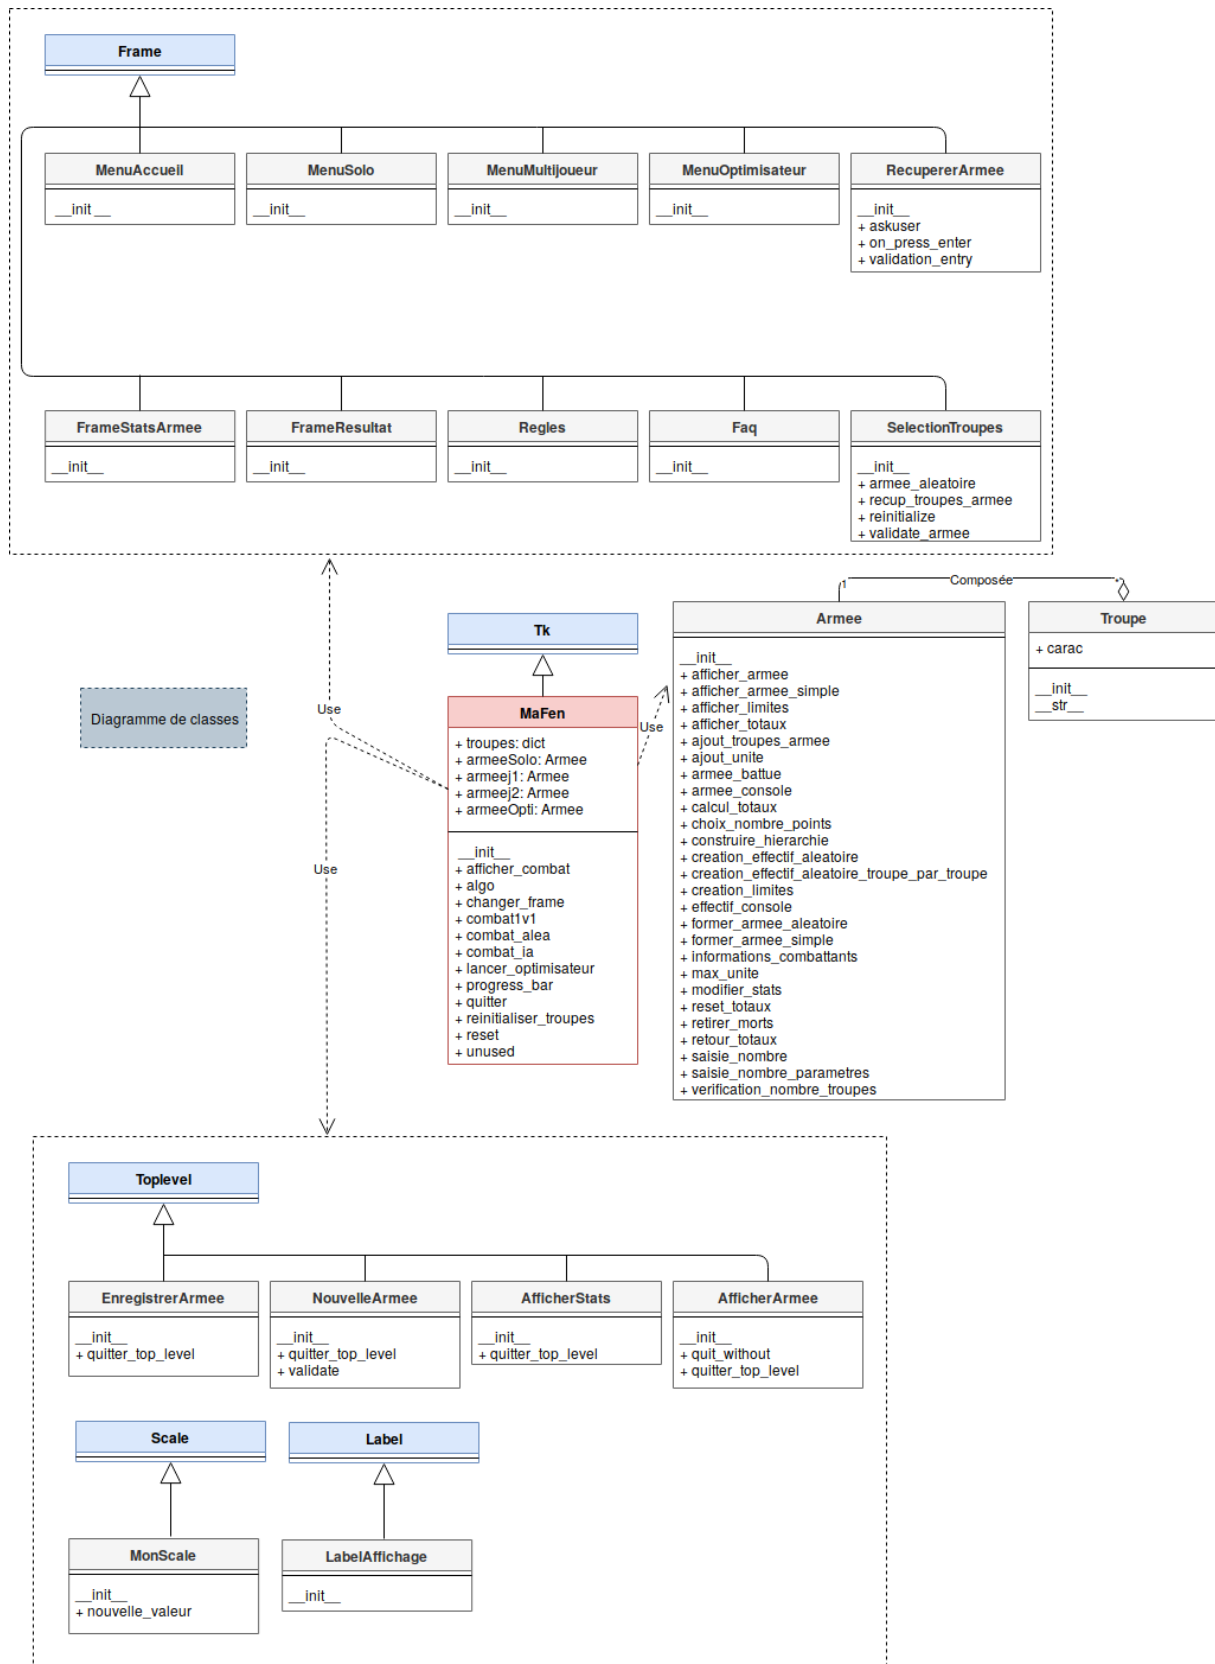 Frame
MenuAccueil
__init__
MenuSolo
__init__
MenuMultijoueur
__init__
MenuOptimisateur
__init__
RecupererArmee
__init__
+ askuser
+ on_press_enter
+ validation_entry
FrameStatsArmee
__init__
FrameResultat
__init__
Regles
__init__
Faq
__init__
SelectionTroupes
__init__
+ armee_aleatoire
+ recup_troupes_armee
+ reinitialize
+ validate_armee
1
Composée
*
Tk
Armee
__init__
+ afficher_armee
+ afficher_armee_simple
+ afficher_limites
+ afficher_totaux
+ ajout_troupes_armee
+ ajout_unite
+ armee_battue
+ armee_console
+ calcul_totaux
+ choix_nombre_points
+ construire_hierarchie
+ creation_effectif_aleatoire
+ creation_effectif_aleatoire_troupe_par_troupe
+ creation_limites
+ effectif_console
+ former_armee_aleatoire
+ former_armee_simple
+ informations_combattants
+ max_unite
+ modifier_stats
+ reset_totaux
+ retirer_morts
+ retour_totaux
+ saisie_nombre
+ saisie_nombre_parametres
+ verification_nombre_troupes
Troupe
+ carac
__init__
__str__
Diagramme de classes
Use
Use
Use
MaFen
+ troupes: dict
+ armeeSolo: Armee
+ armeej1: Armee
+ armeej2: Armee
+ armeeOpti: Armee
__init__
+ afficher_combat
+ algo
+ changer_frame
+ combat1v1
+ combat_alea
+ combat_ia
+ lancer_optimisateur
+ progress_bar
+ quitter
+ reinitialiser_troupes
+ reset
+ unused
Toplevel
EnregistrerArmee
__init__
+ quitter_top_level
NouvelleArmee
__init__
+ quitter_top_level
+ validate
AfficherStats
__init__
+ quitter_top_level
AfficherArmee
__init__
+ quit_without
+ quitter_top_level
Scale
Label
MonScale
__init__
+ nouvelle_valeur
LabelAffichage
__init__